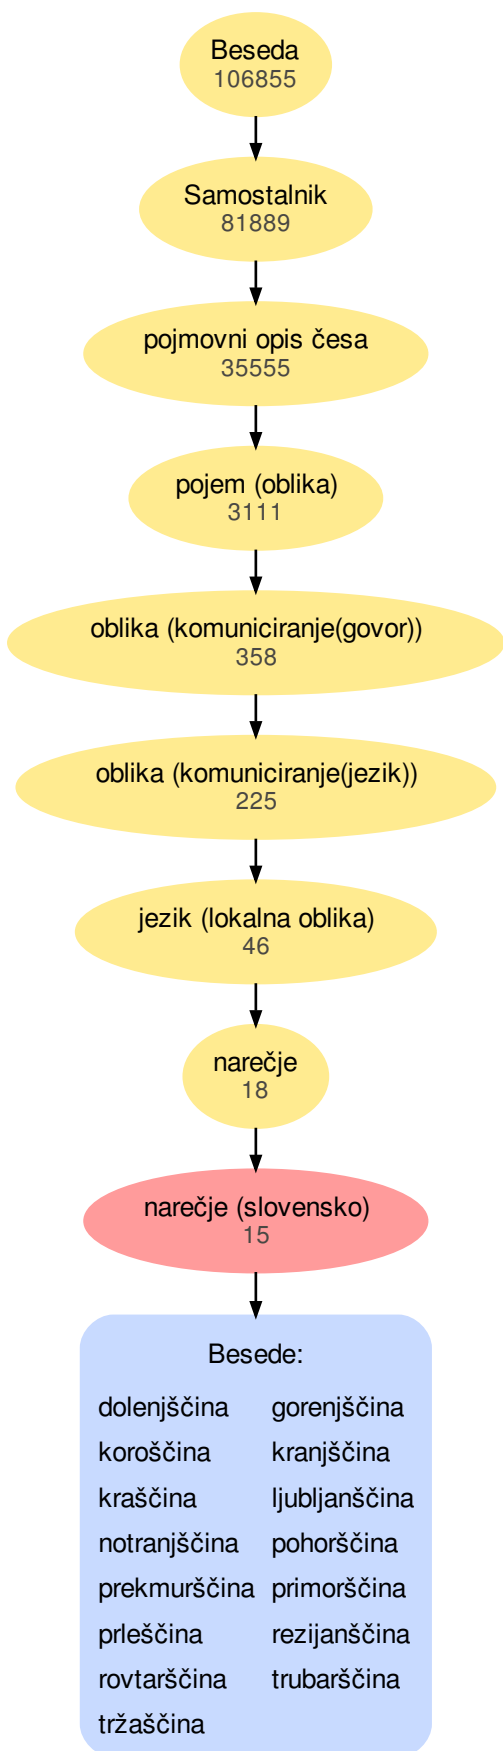 Beseda
106855
Samostalnik
81889
pojmovni opis česa
35555
pojem (oblika)
3111
oblika (komuniciranje(govor))
358
oblika (komuniciranje(jezik))
225
jezik (lokalna oblika)
46
narečje
18
narečje (slovensko)
15
Besede:
dolenjščina gorenjščina
koroščina kranjščina
kraščina ljubljanščina
notranjščina pohorščina
prekmurščina primorščina
prleščina rezijanščina
rovtarščina trubarščina
tržaščina